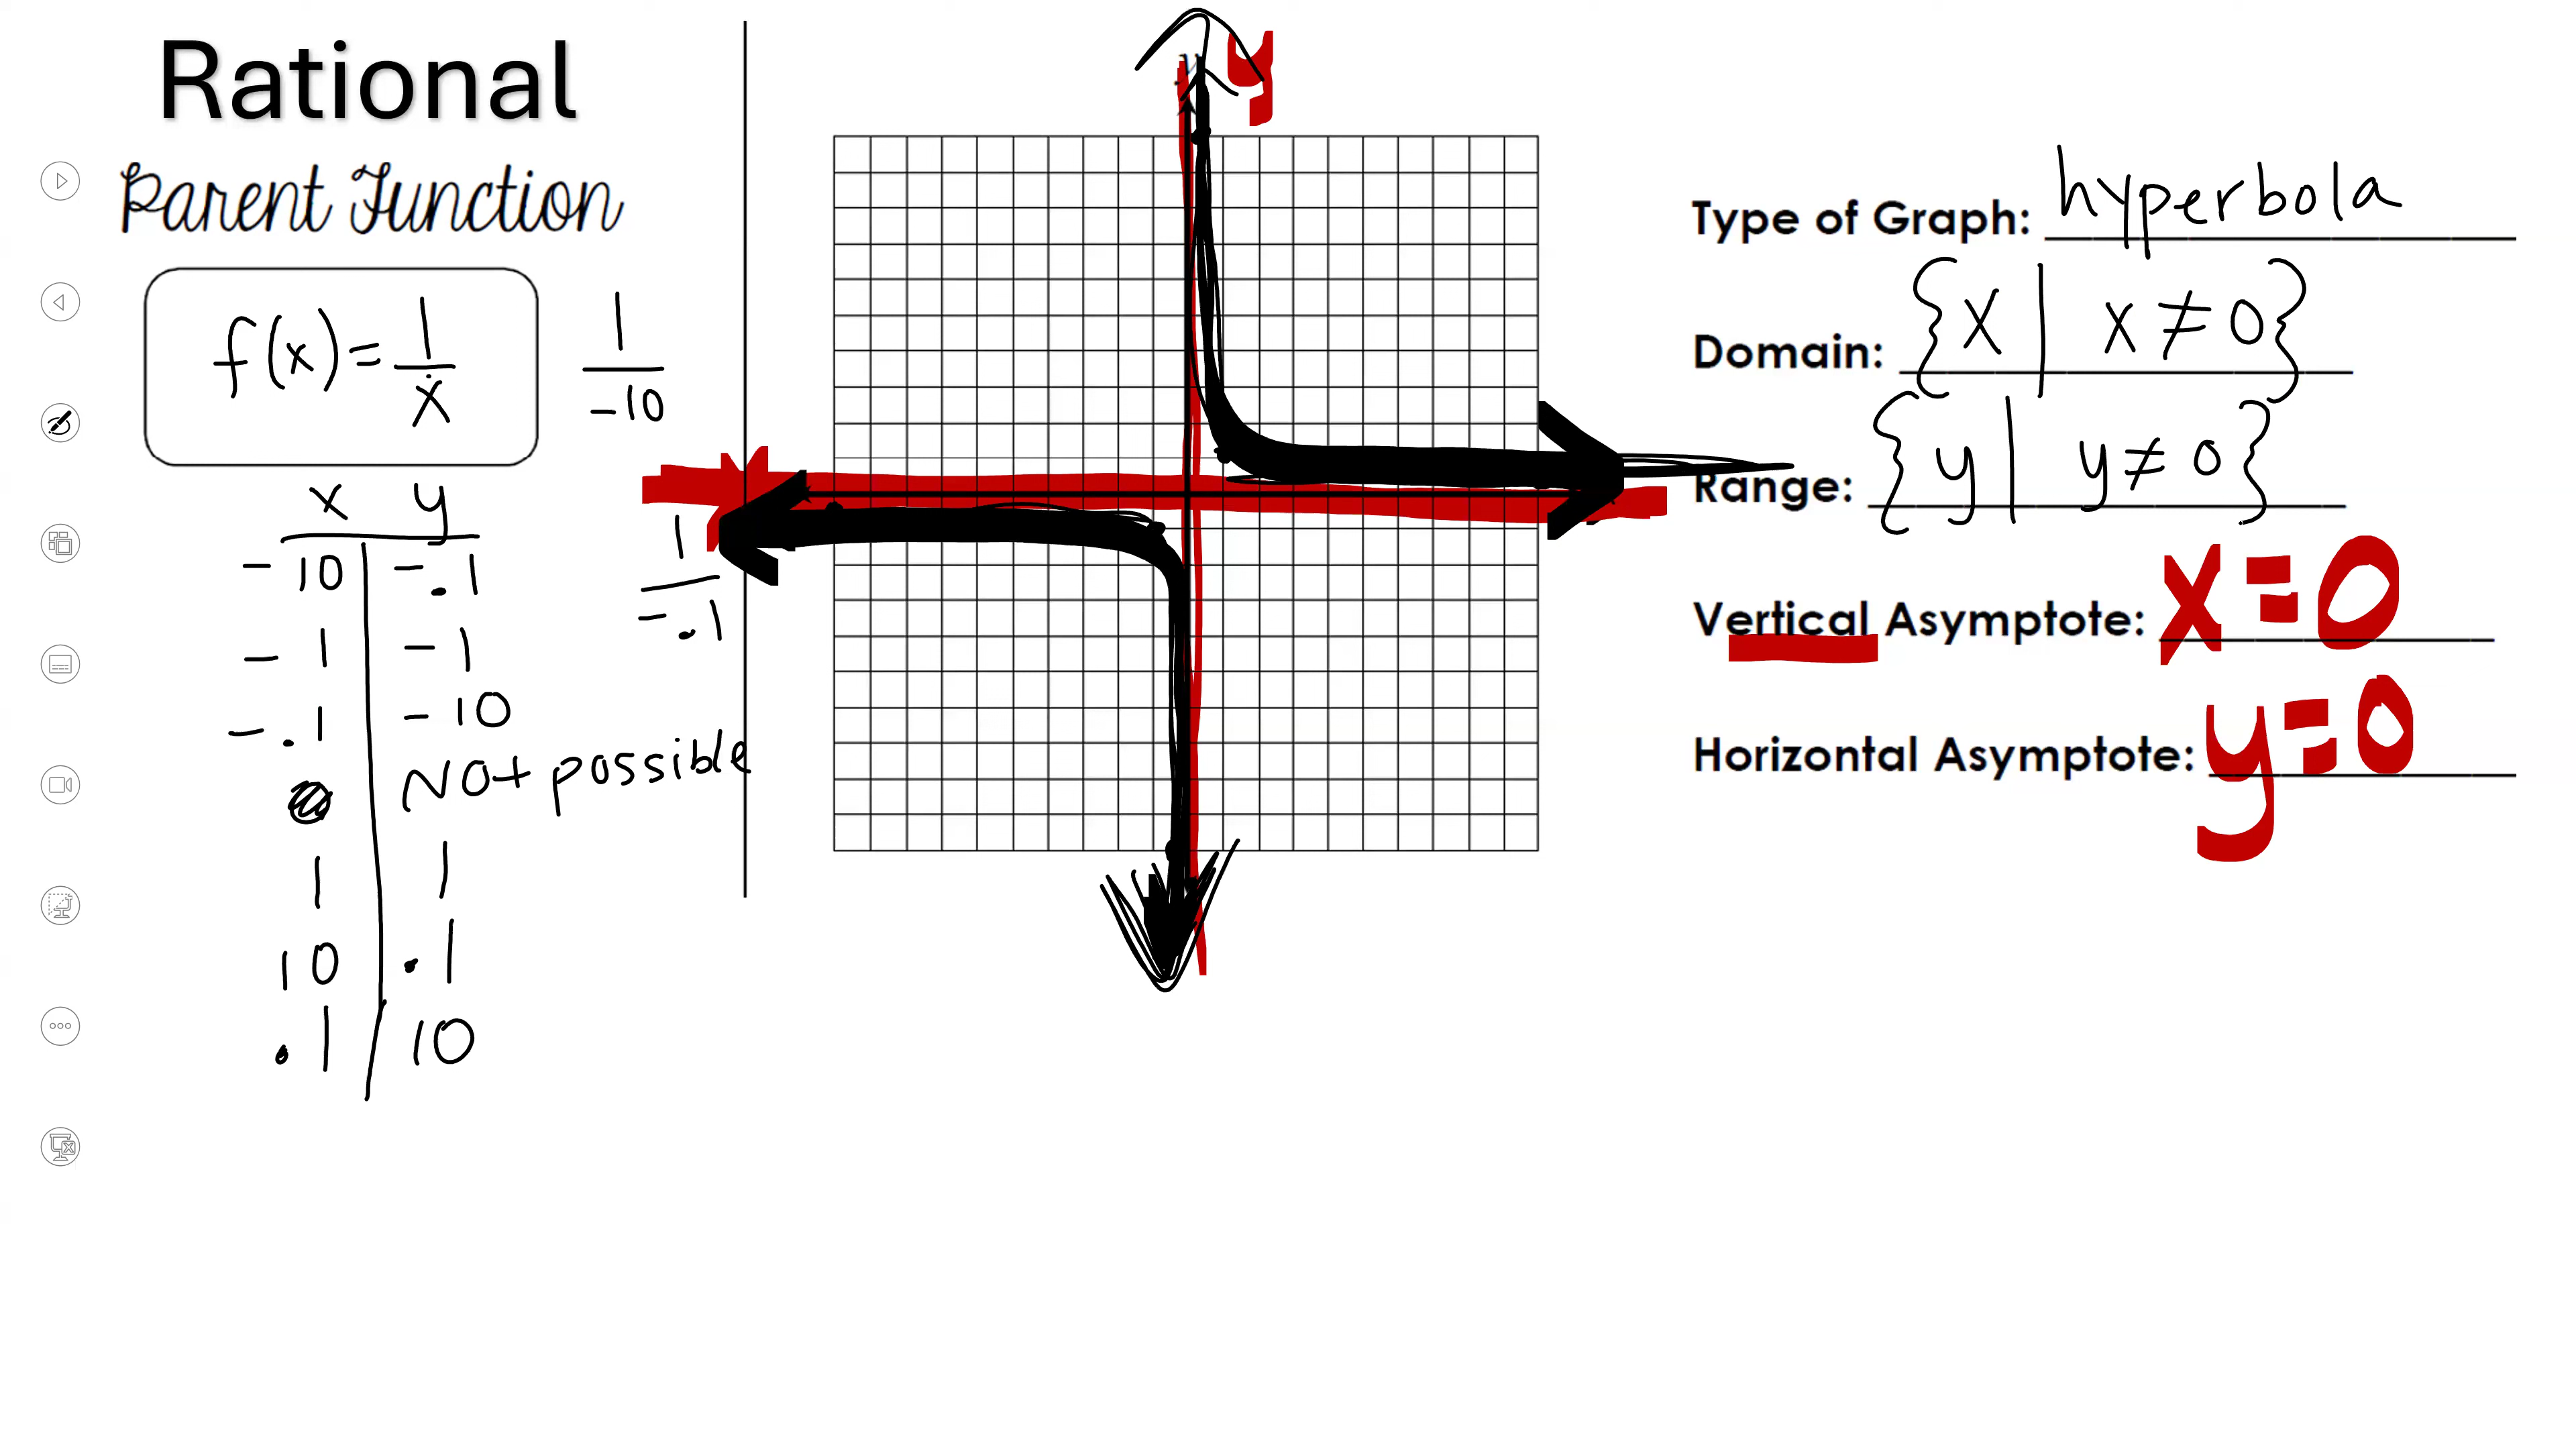 Rational
Parent Function
f(x) = 1/x
1/-10
x y
-10 -.1
-1 -1
-.1 -10
Not possible
1 1
10 .1
.1 10
1/-.1
y
y
Type of Graph: hyperbola
Domain: {x | x ≠ 0}
Range: {y | y ≠ 0}
Vertical Asymptote: x=0
Horizontal Asymptote: y=0